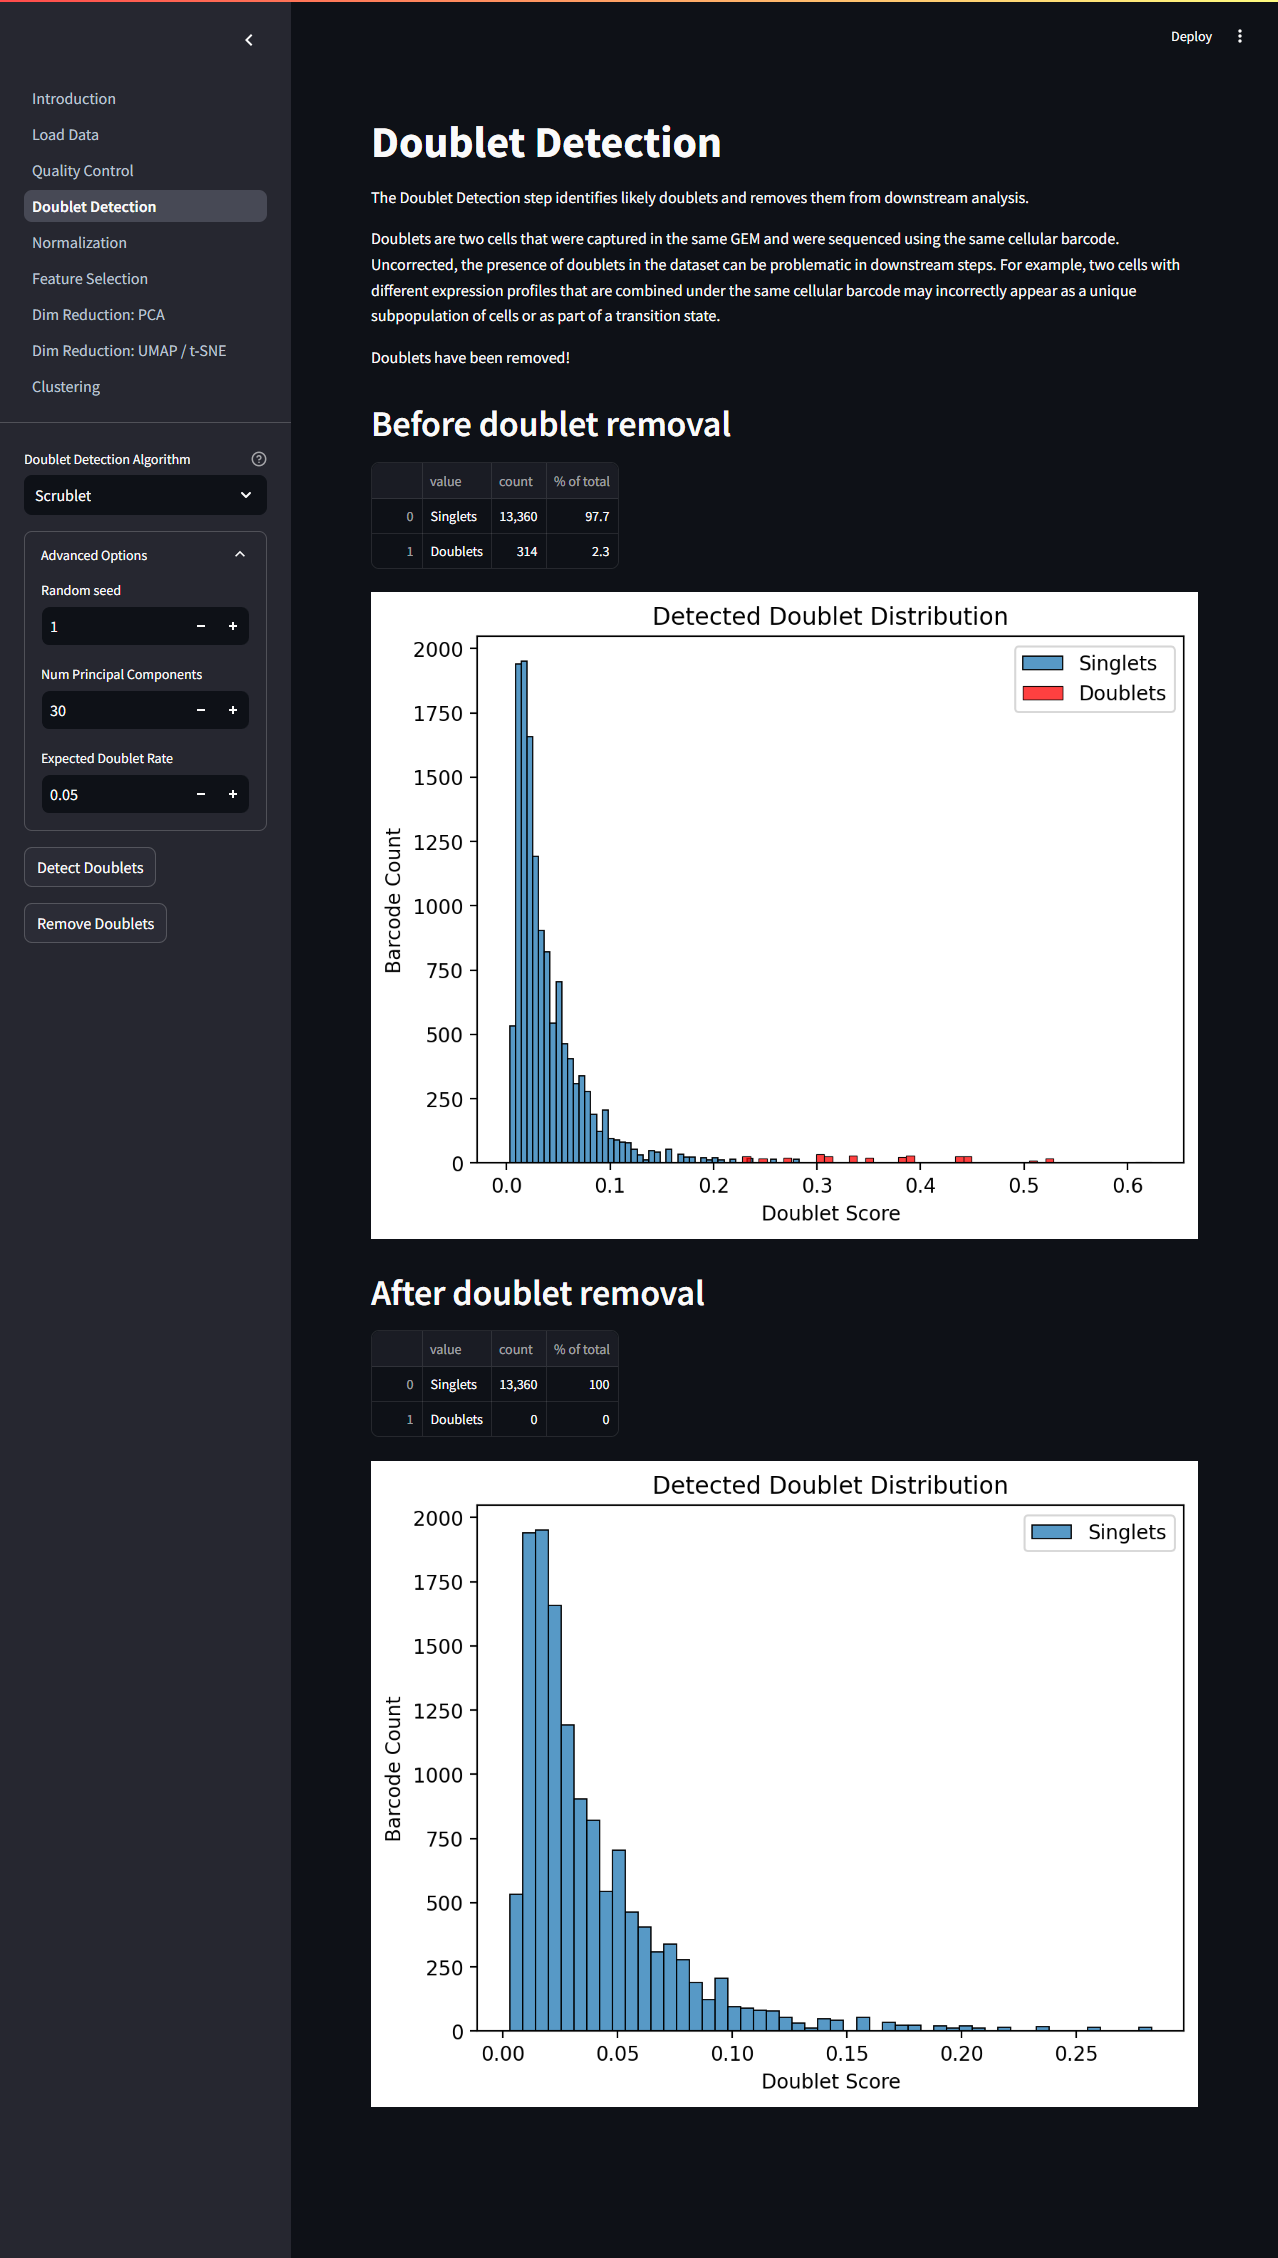 Deploy
Introduction
Load Data
Quality Control
Doublet Detection
Normalization
Feature Selection
Dim Reduction: PCA
Dim Reduction: UMAP / t-SNE
Clustering
Doublet Detection Algorithm
Scrublet
Advanced Options
Random seed
1
Num Principal Components
30
Expected Doublet Rate
0.05
Detect Doublets
Remove Doublets
Doublet Detection
The Doublet Detection step identifies likely doublets and removes them from downstream analysis.
Doublets are two cells that were captured in the same GEM and were sequenced using the same cellular barcode.
Uncorrected, the presence of doublets in the dataset can be problematic in downstream steps. For example, two cells with
different expression profiles that are combined under the same cellular barcode may incorrectly appear as a unique
subpopulation of cells or as part of a transition state.
Doublets have been removed!
Before doublet removal
value count % of total
0 Singlets 13,360 97.7
1 Doublets 314 2.3
Detected Doublet Distribution
Singlets
Doublets
2000
1750
1500
1250
1000
750
500
250
0
Barcode Count
0.0 0.1 0.2 0.3 0.4 0.5 0.6
Doublet Score
After doublet removal
value count % of total
0 Singlets 13,360 100
1 Doublets 0 0
Detected Doublet Distribution
Singlets
2000
1750
1500
1250
1000
750
500
250
0
Barcode Count
0.00 0.05 0.10 0.15 0.20 0.25
Doublet Score